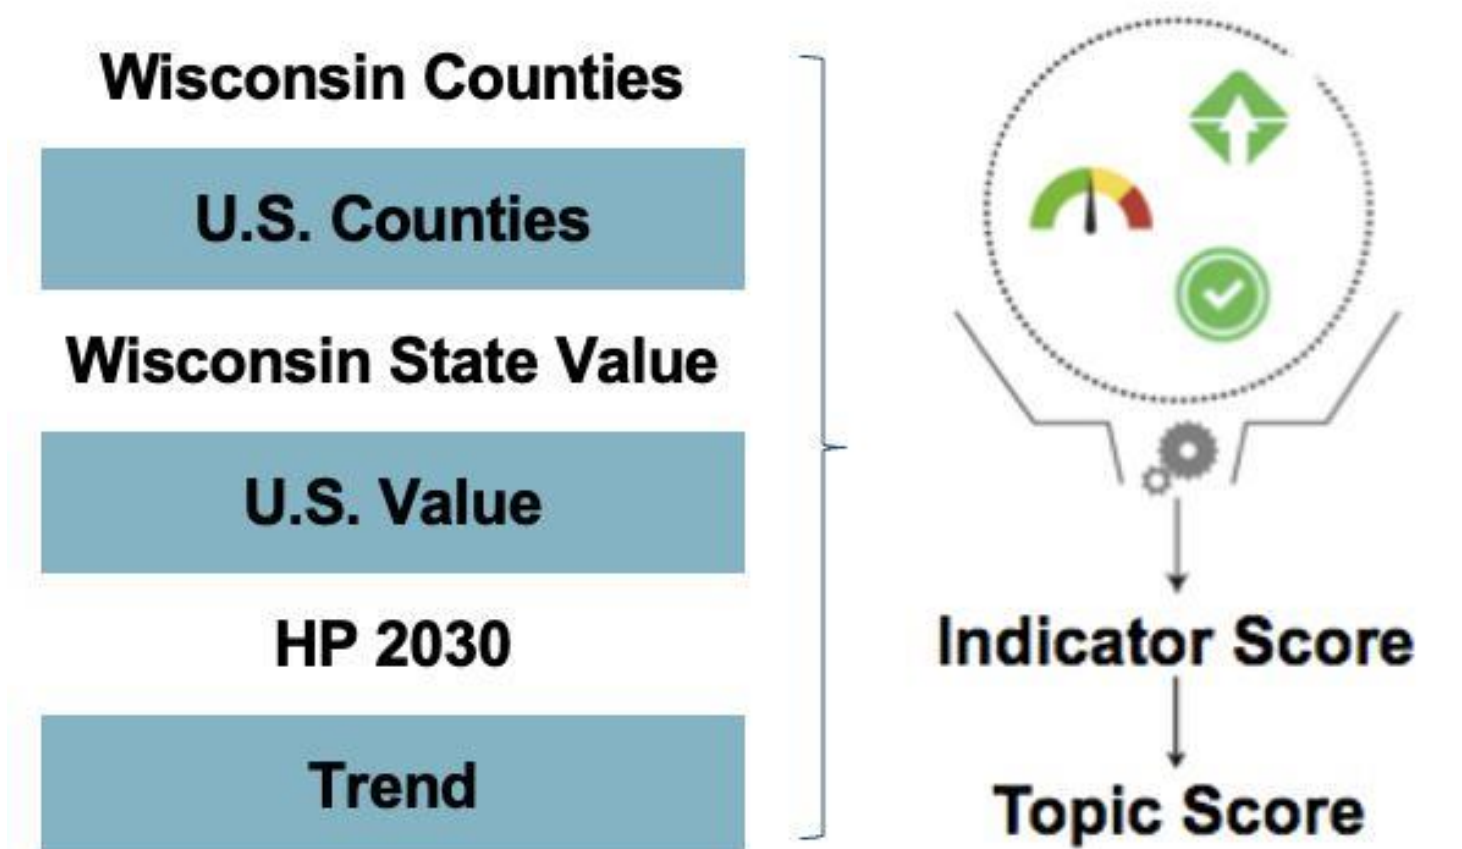 Wisconsin Counties
U.S. Counties
Wisconsin State Value
U.S. Value
HP 2030
Trend
Indicator Score
Topic Score